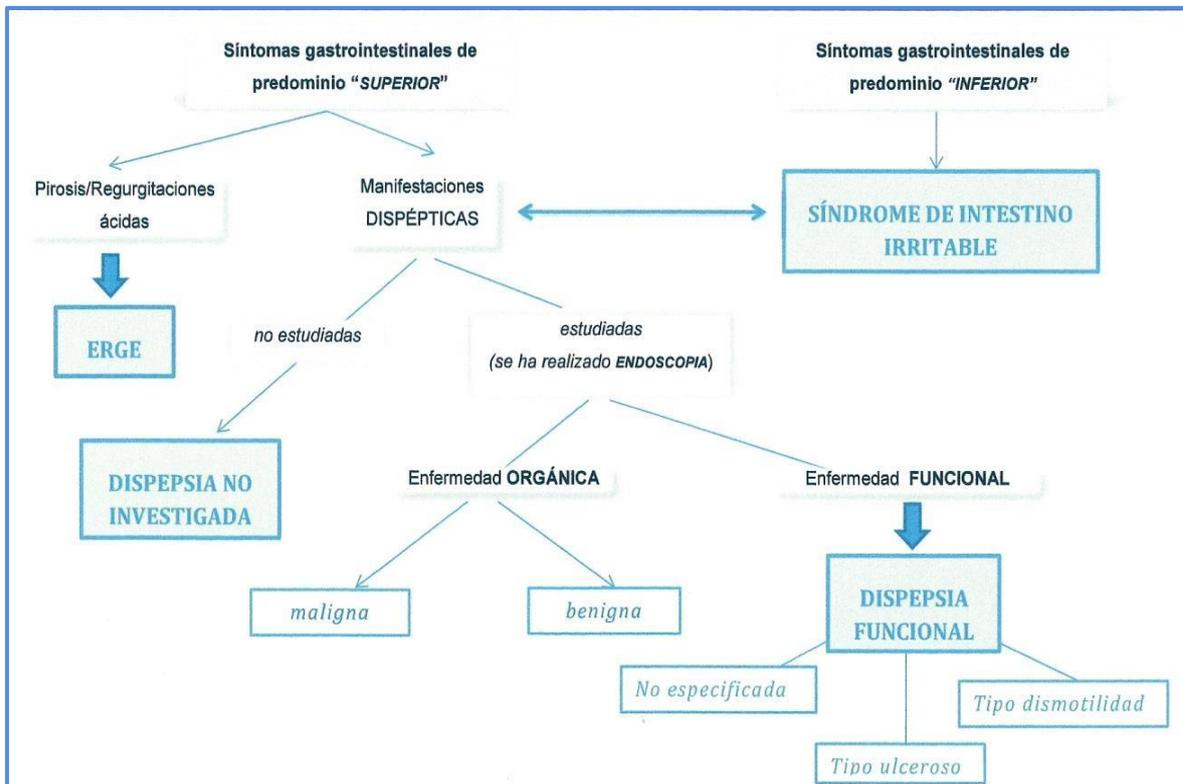 Síntomas gastrointestinales de
predominio “SUPERIOR”
Síntomas gastrointestinales de
predominio “INFERIOR”
Pirosis/Regurgitaciones
ácidas
Manifestaciones
DISPÉPTICAS
SÍNDROME DE INTESTINO
IRRITABLE
ERGE
no estudiadas
estudiadas
(se ha realizado ENDOSCOPIA)
DISPEPSIA NO
INVESTIGADA
Enfermedad ORGÁNICA
Enfermedad FUNCIONAL
maligna
benigna
DISPEPSIA
FUNCIONAL
No especificada
Tipo dismotilidad
Tipo ulceroso